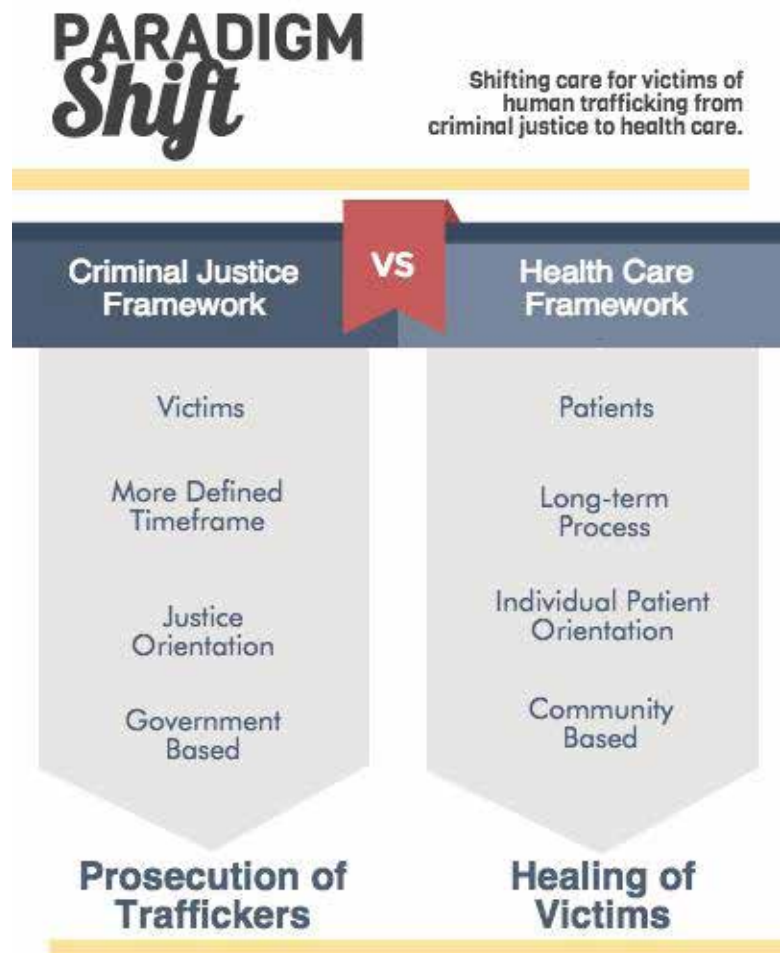 PARADIGM
Shift
Shifting care for victims of
human trafficking from
criminal justice to health care.
Criminal Justice
Framework
VS
Health Care
Framework
Victims
More Defined
Timeframe
Justice
Orientation
Government
Based
Prosecution of
Traffickers
Patients
Long-term
Process
Individual Patient
Orientation
Community
Based
Healing of
Victims